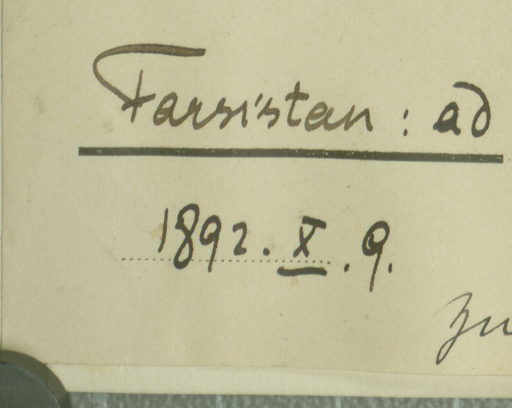 Farsistan: ad
1892. X. 9.